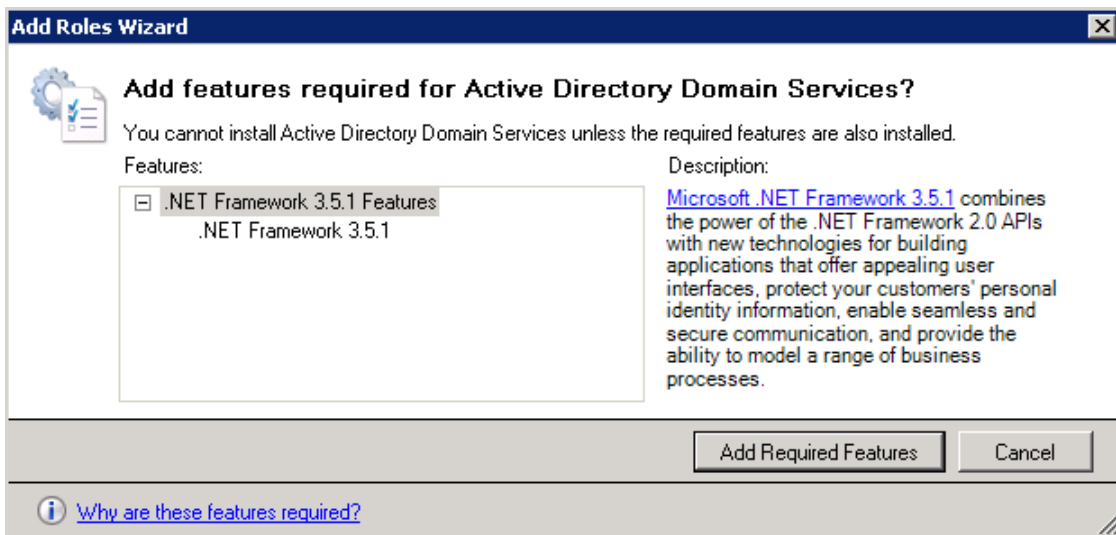 Add Roles Wizard
Add features required for Active Directory Domain Services?
You cannot install Active Directory Domain Services unless the required features are also installed.
Features:
.NET Framework 3.5.1 Features
.NET Framework 3.5.1
Description:
Microsoft .NET Framework 3.5.1 combines
the power of the .NET Framework 2.0 APIs
with new technologies for building
applications that offer appealing user
interfaces, protect your customers' personal
identity information, enable seamless and
secure communication, and provide the
ability to model a range of business
processes.
Add Required Features
Cancel
Why are these features required?